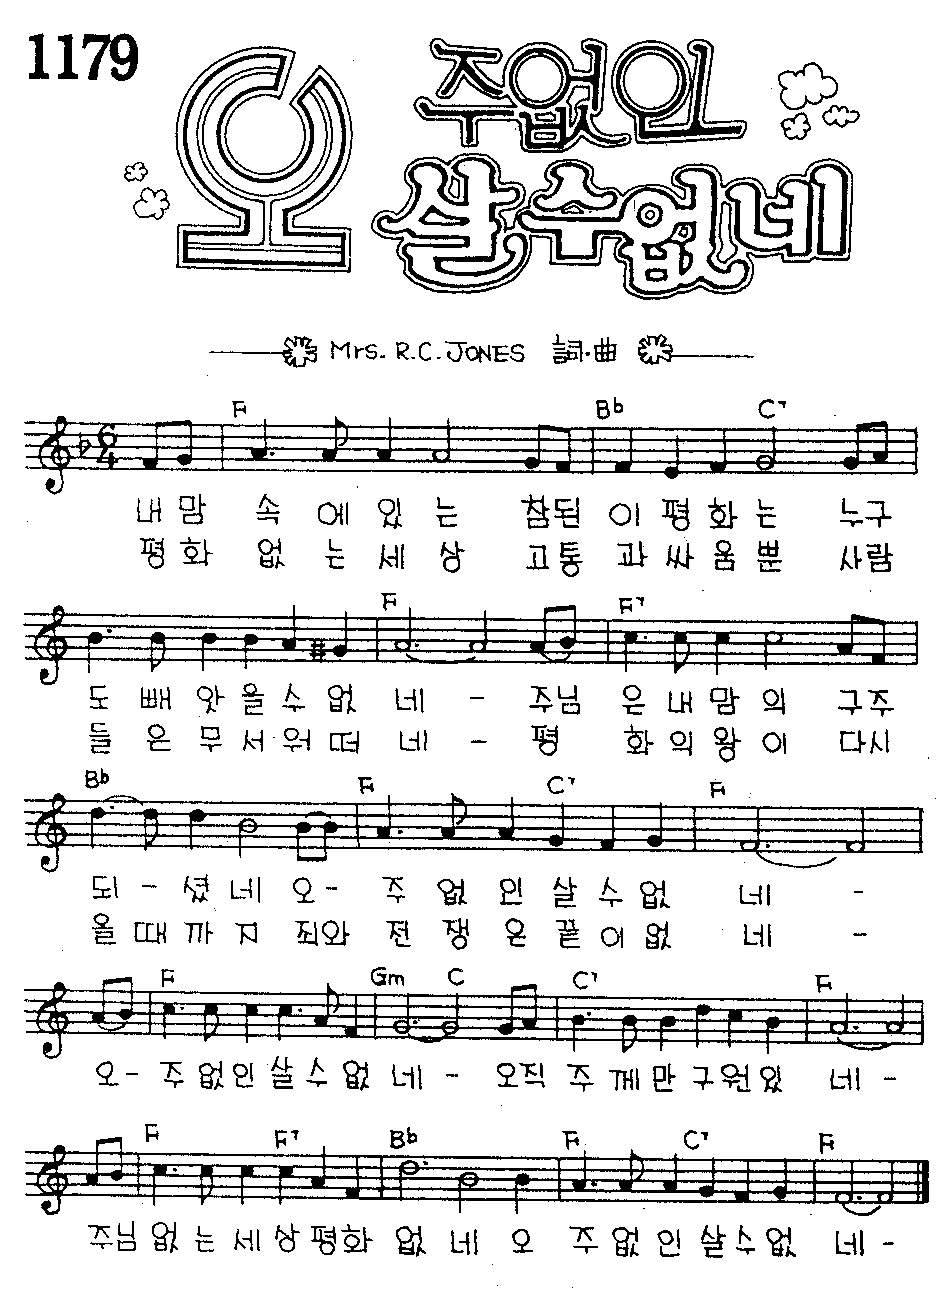 1179
오 주없인
살수없네
Mrs. R.C. JONES 詞·曲
F B♭ C7
6/4
내 맘 속 에 있 는 참된 이 평 화 는 누구
평 화 없 는 세 상 고통 과 싸 움 뿐 사람
F F7
도 빼 앗 을 수 없 네 - 주님 은 내 맘 의 구주
들 은 무 서 워 떠 네 - 평 화 의 왕 이 다시
B♭ F C7 F
되 - 셨 네 오 - 주 없 인 살 수 없 네 -
올 때 까 지 죄와 전 쟁 은 끝 이 없 네 -
F Gm C C7 F
오 - 주 없 인 살 수 없 네 - 오직 주 께 만 구 원 있 네 -
F F7 B♭ F C7 F
주님 없 는 세 상 평 화 없 네 오 주 없 인 살 수 없 네 -